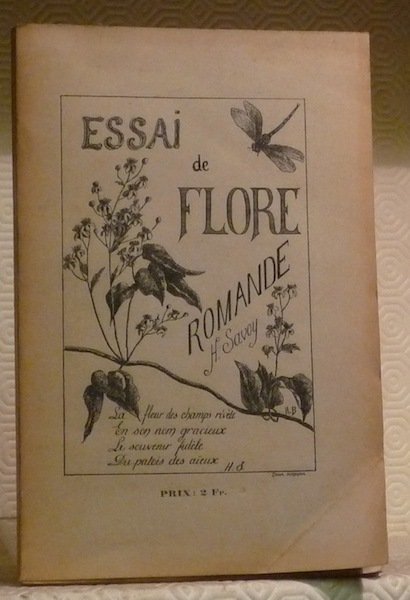 ESSAi
de
FLORE
ROMANDE
H. Savoy
La fleur des champs révèle
En son nom gracieux
Le souvenir fidèle
Du patois des aïeux
H.S.
PRIX: 2 Fr.